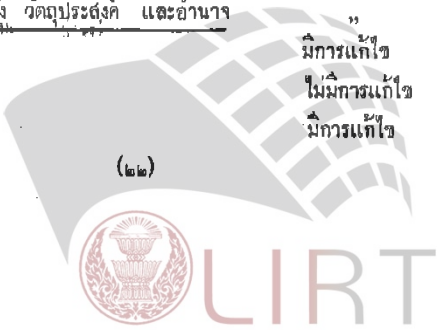 วัตถุประสงค์ และอำนาจ
”
มีการแก้ไข
ไม่มีการแก้ไข
มีการแก้ไข
(๒๒)
LIRT